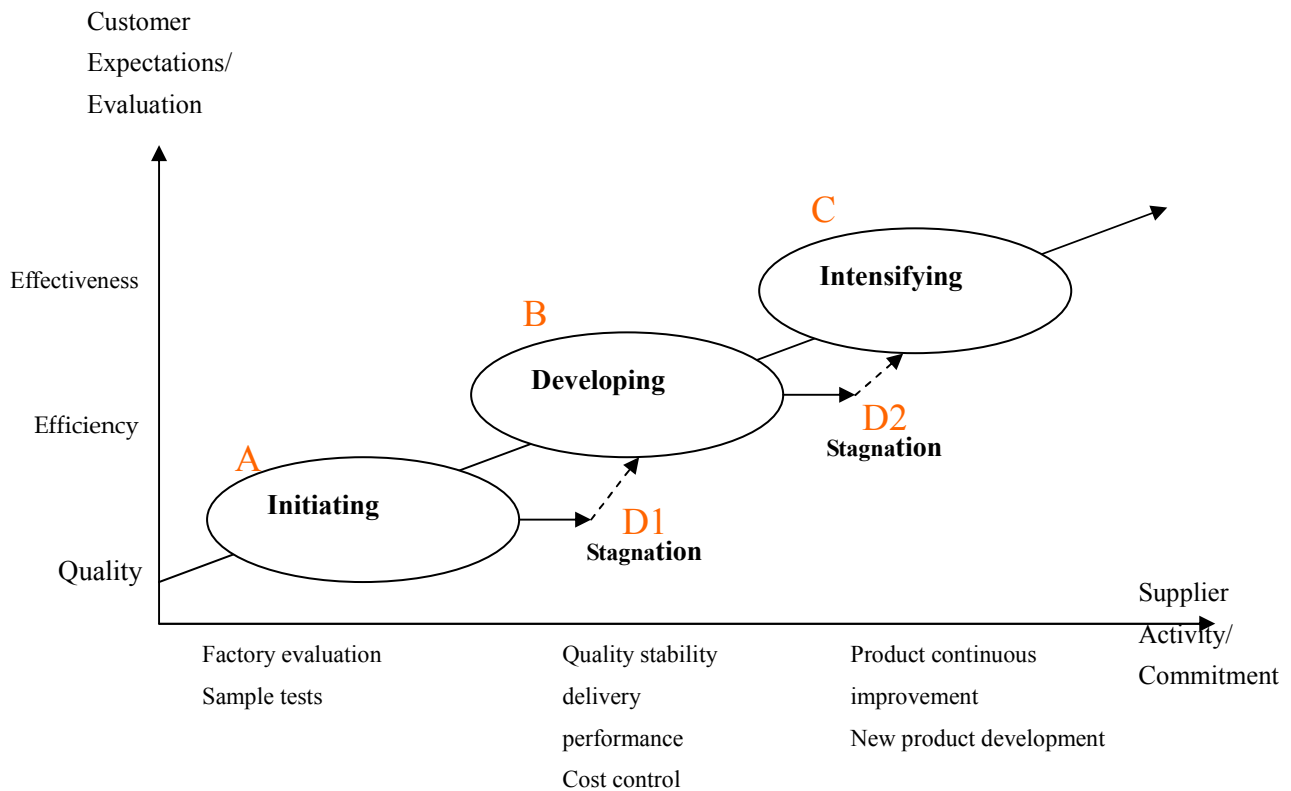 Customer
Expectations/
Evaluation
C
Effectiveness
Intensifying
B
Developing
Efficiency
D2
Stagnation
A
Initiating
D1
Stagnation
Quality
Supplier
Activity/
Commitment
Factory evaluation
Sample tests
Quality stability
delivery
performance
Cost control
Product continuous
improvement
New product development